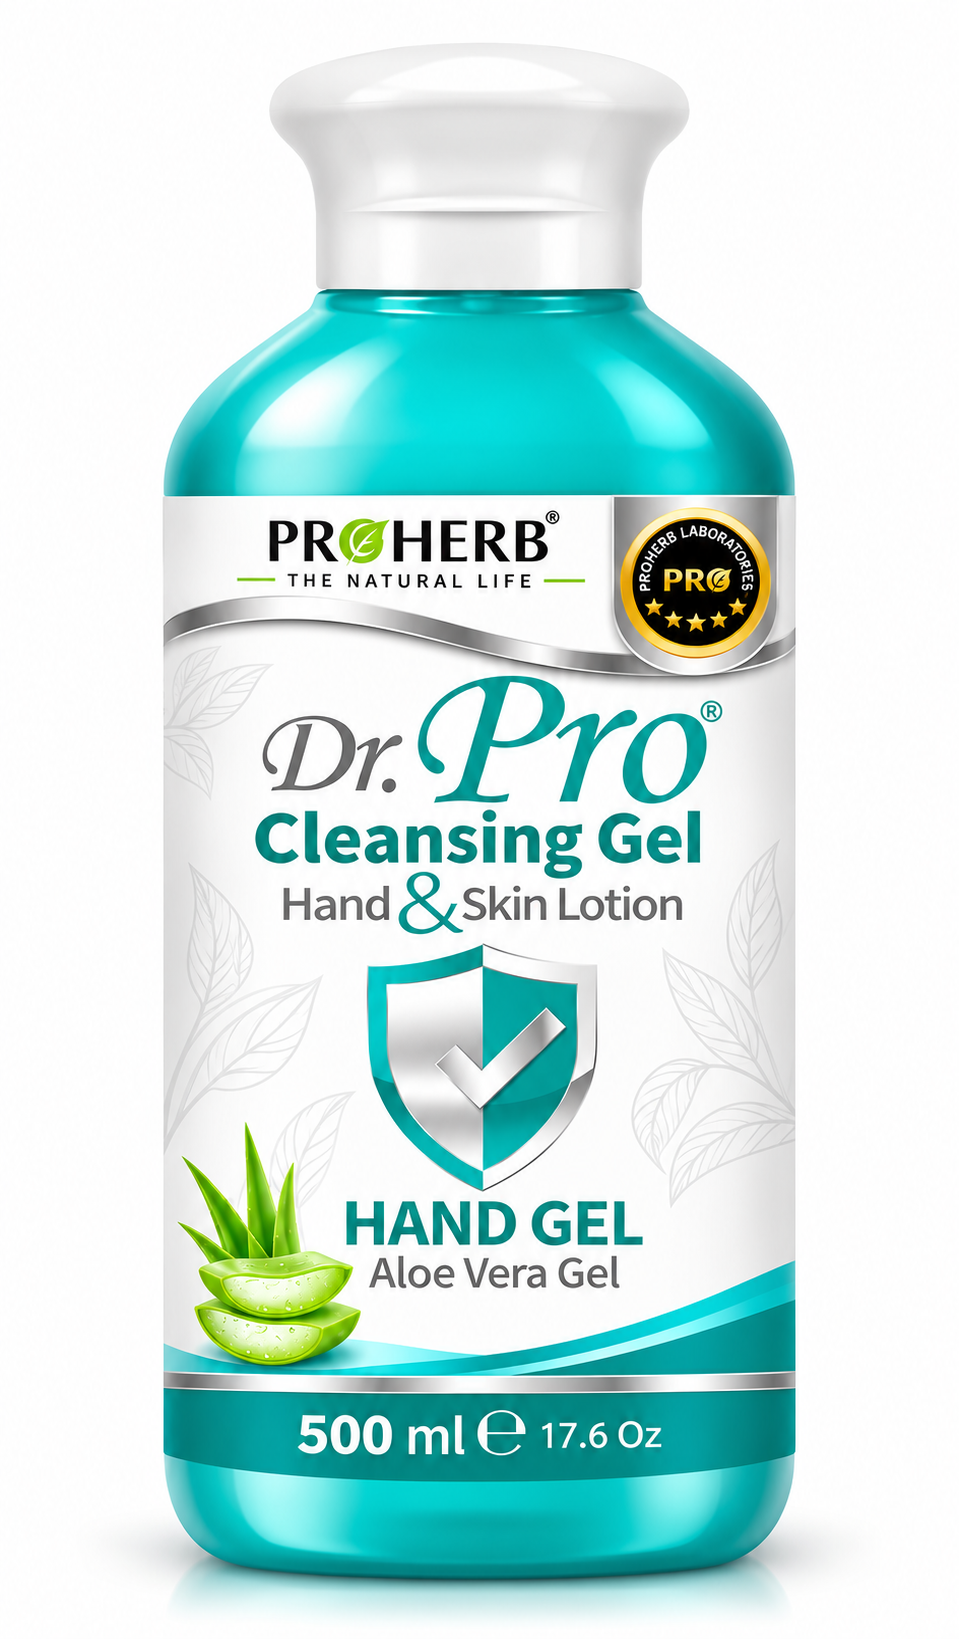 PROHERB®
THE NATURAL LIFE
PROHERB LABORATORIES
PRO
Dr. Pro®
Cleansing Gel
Hand & Skin Lotion
HAND GEL
Aloe Vera Gel
500 ml ℮ 17.6 Oz